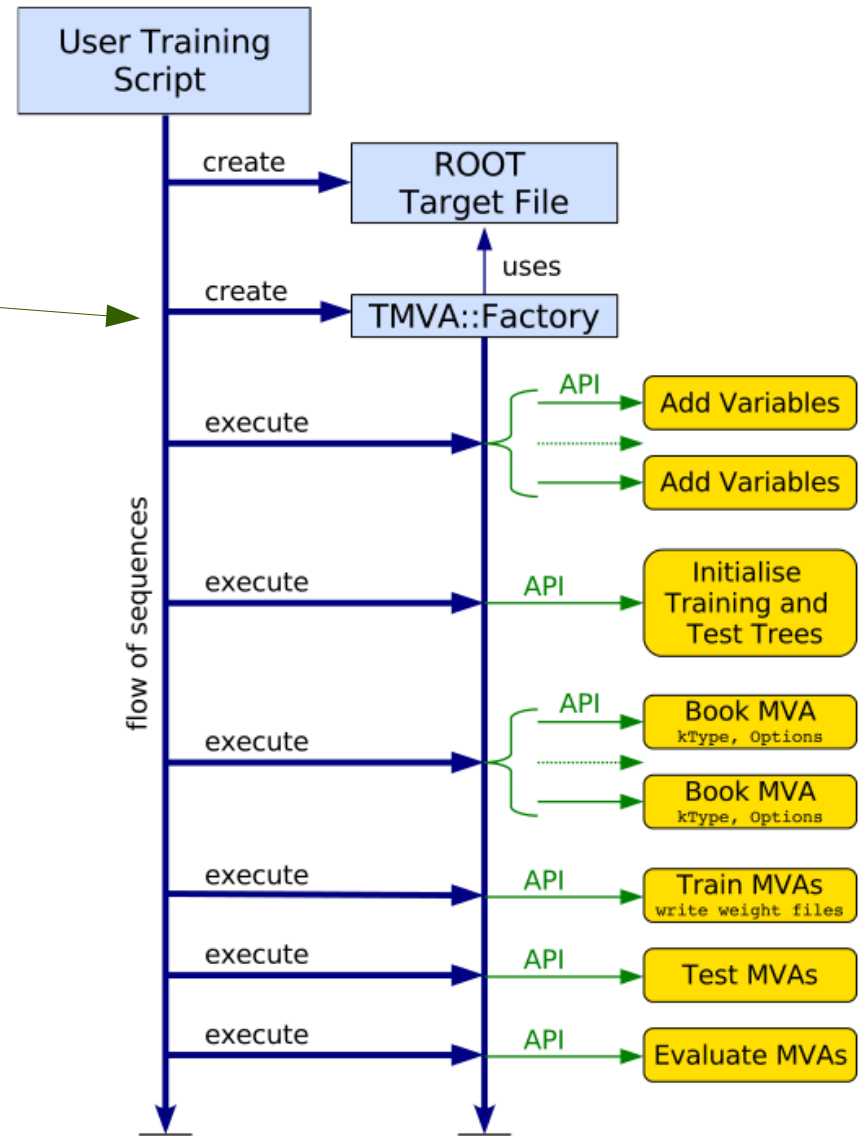 User Training
Script
create
ROOT
Target File
uses
create
TMVA::Factory
execute
API
Add Variables
Add Variables
flow of sequences
execute
API
Initialise
Training and
Test Trees
execute
API
Book MVA
kType, Options
Book MVA
kType, Options
execute
API
Train MVAs
write weight files
execute
API
Test MVAs
execute
API
Evaluate MVAs